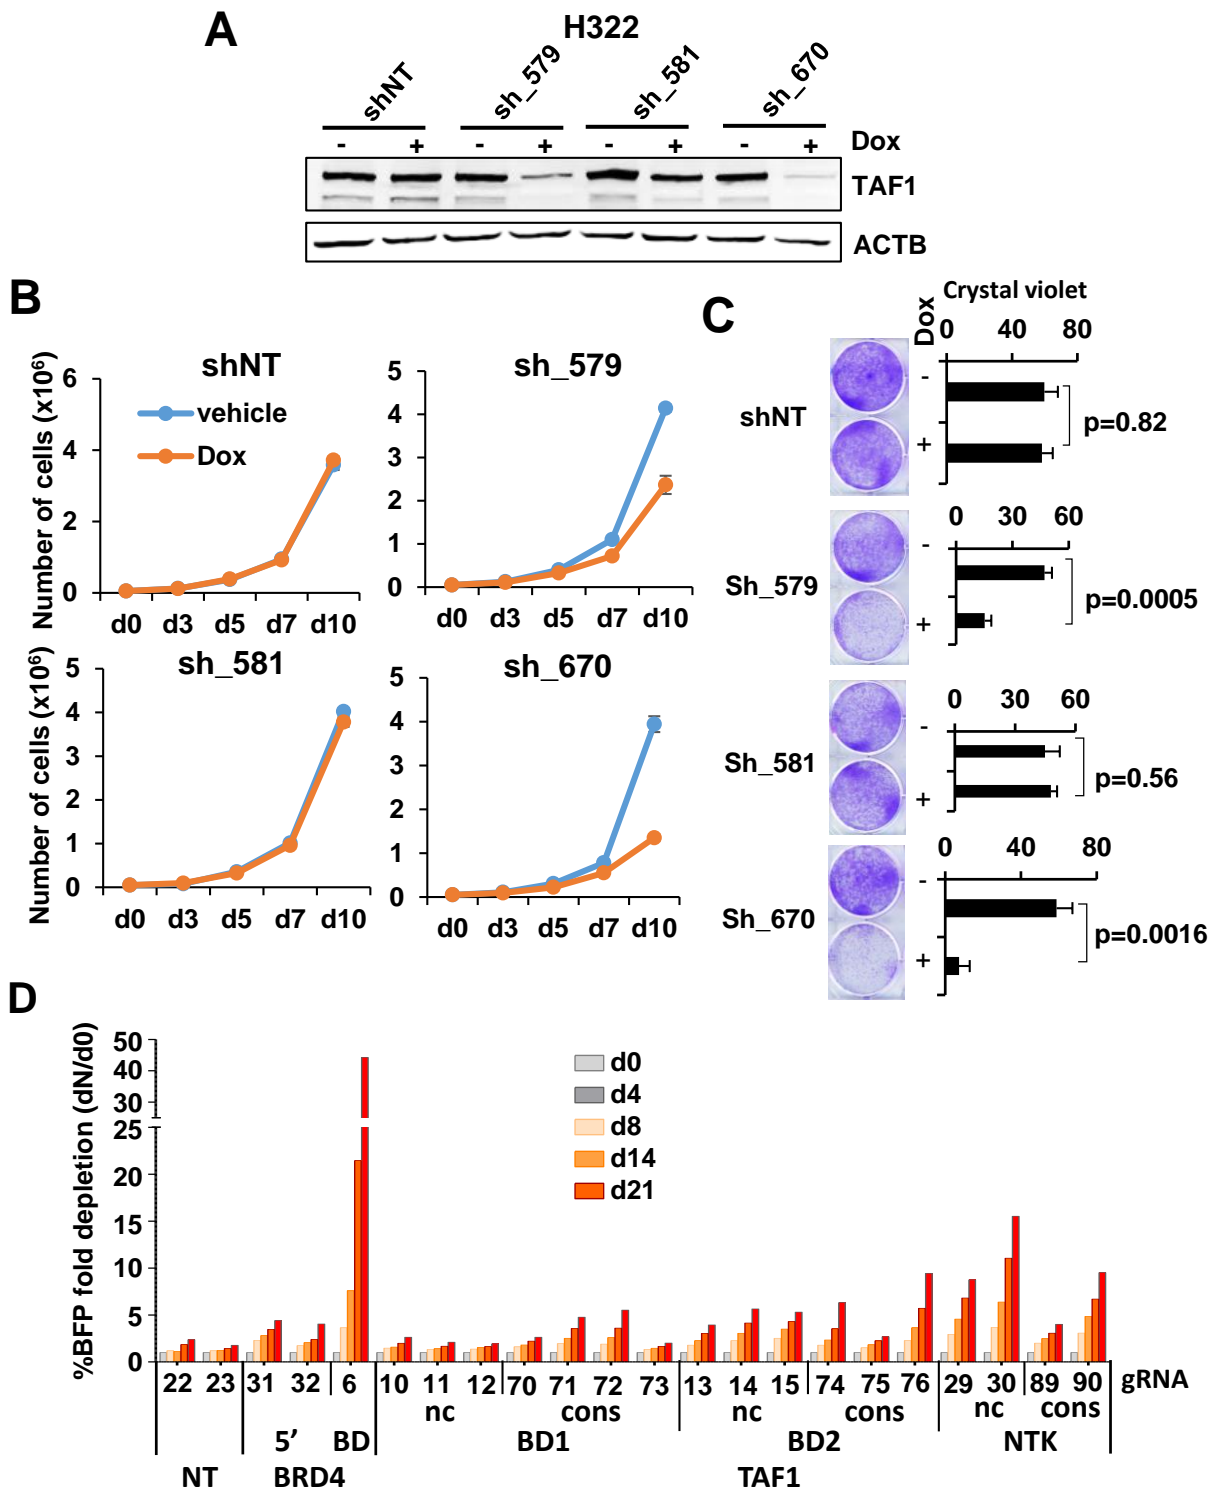 A
H322
shNT sh_579 sh_581 sh_670
- + - + - + - + Dox
TAF1
ACTB
B
Number of cells (x10⁶)
shNT
6
4
2
0
vehicle
Dox
d0 d3 d5 d7 d10
sh_579
5
4
3
2
1
0
d0 d3 d5 d7 d10
Number of cells (x10⁶)
sh_581
5
4
3
2
1
0
d0 d3 d5 d7 d10
sh_670
5
4
3
2
1
0
d0 d3 d5 d7 d10
C
Dox
Crystal violet
0 40 80
shNT
-
+
p=0.82
0 30 60
Sh_579
-
+
p=0.0005
0 30 60
Sh_581
-
+
p=0.56
0 40 80
Sh_670
-
+
p=0.0016
D
%BFP fold depletion (dN/d0)
50
40
30
25
20
15
10
5
0
d0
d4
d8
d14
d21
22 23 31 32 6 10 11 12 70 71 72 73 13 14 15 74 75 76 29 30 89 90 gRNA
nc cons nc cons nc cons
5’ BD BD1 BD2 NTK
NT BRD4 TAF1